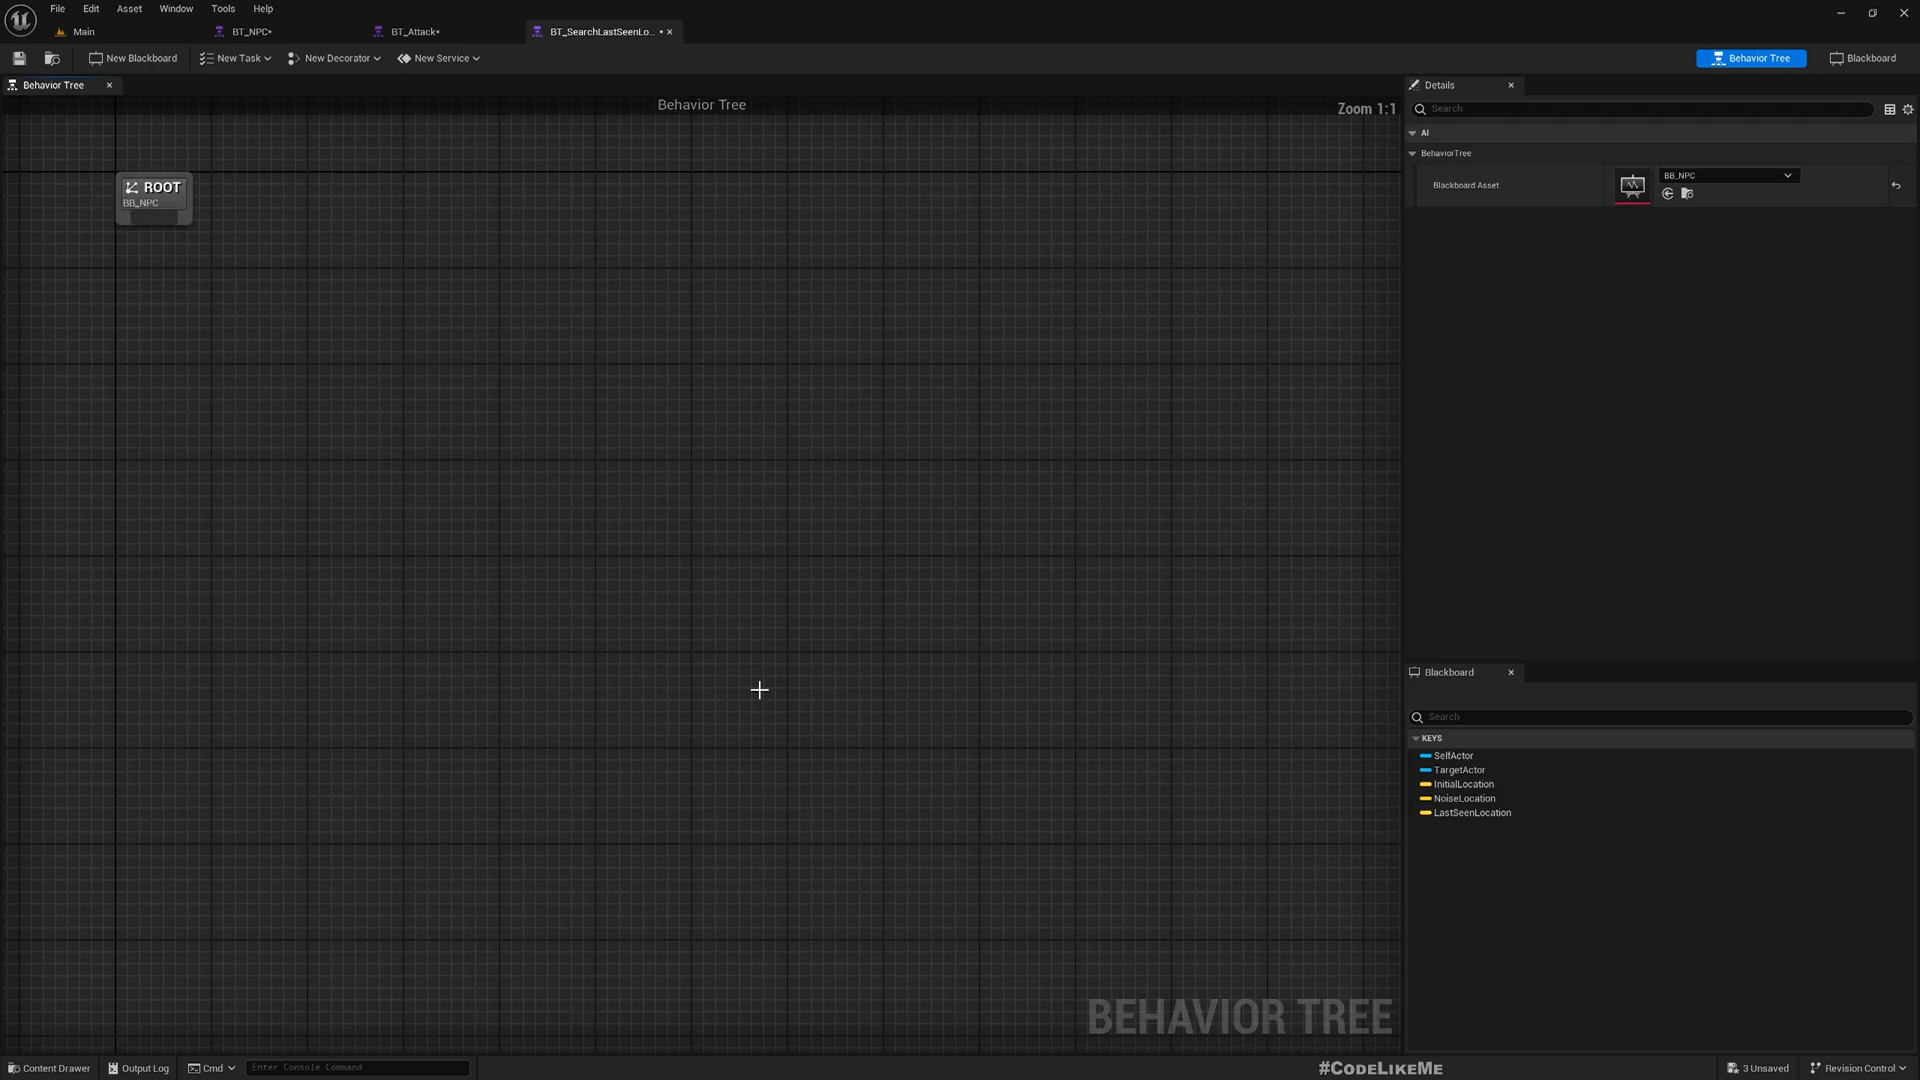 File Edit Asset Window Tools Help
Main BT_NPC* BT_Attack* BT_SearchLastSeenLo... •
New Blackboard New Task New Decorator New Service Behavior Tree Blackboard
Behavior Tree
Details
Behavior Tree
Zoom 1:1
Search
AI
BehaviorTree
Blackboard Asset
BB_NPC
ROOT
BB_NPC
Blackboard
Search
KEYS
SelfActor
TargetActor
InitialLocation
NoiseLocation
LastSeenLocation
BEHAVIOR TREE
Content Drawer Output Log Cmd Enter Console Command #CODELIKEME 3 Unsaved Revision Control